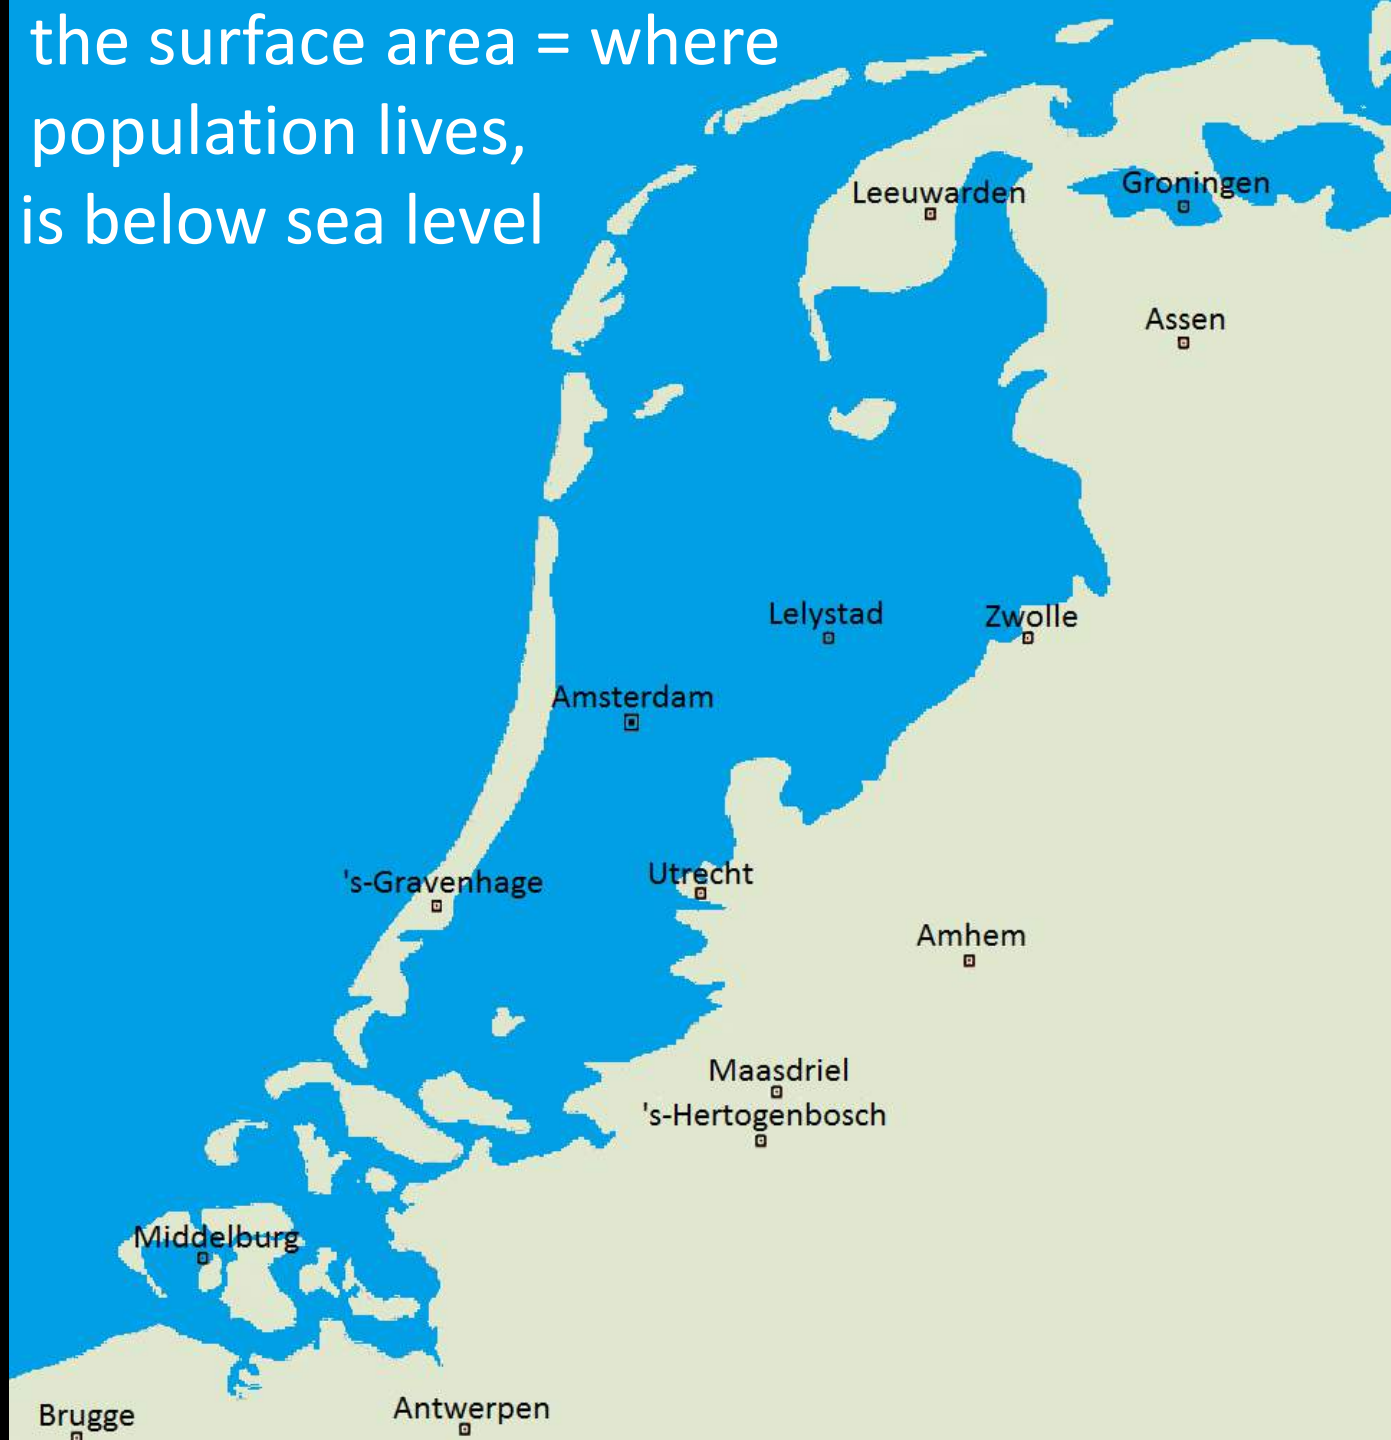 the surface area = where
population lives,
is below sea level
Leeuwarden
Groningen
Assen
Lelystad
Zwolle
Amsterdam
's-Gravenhage
Utrecht
Amhem
Maasdriel
's-Hertogenbosch
Middelburg
Brugge
Antwerpen